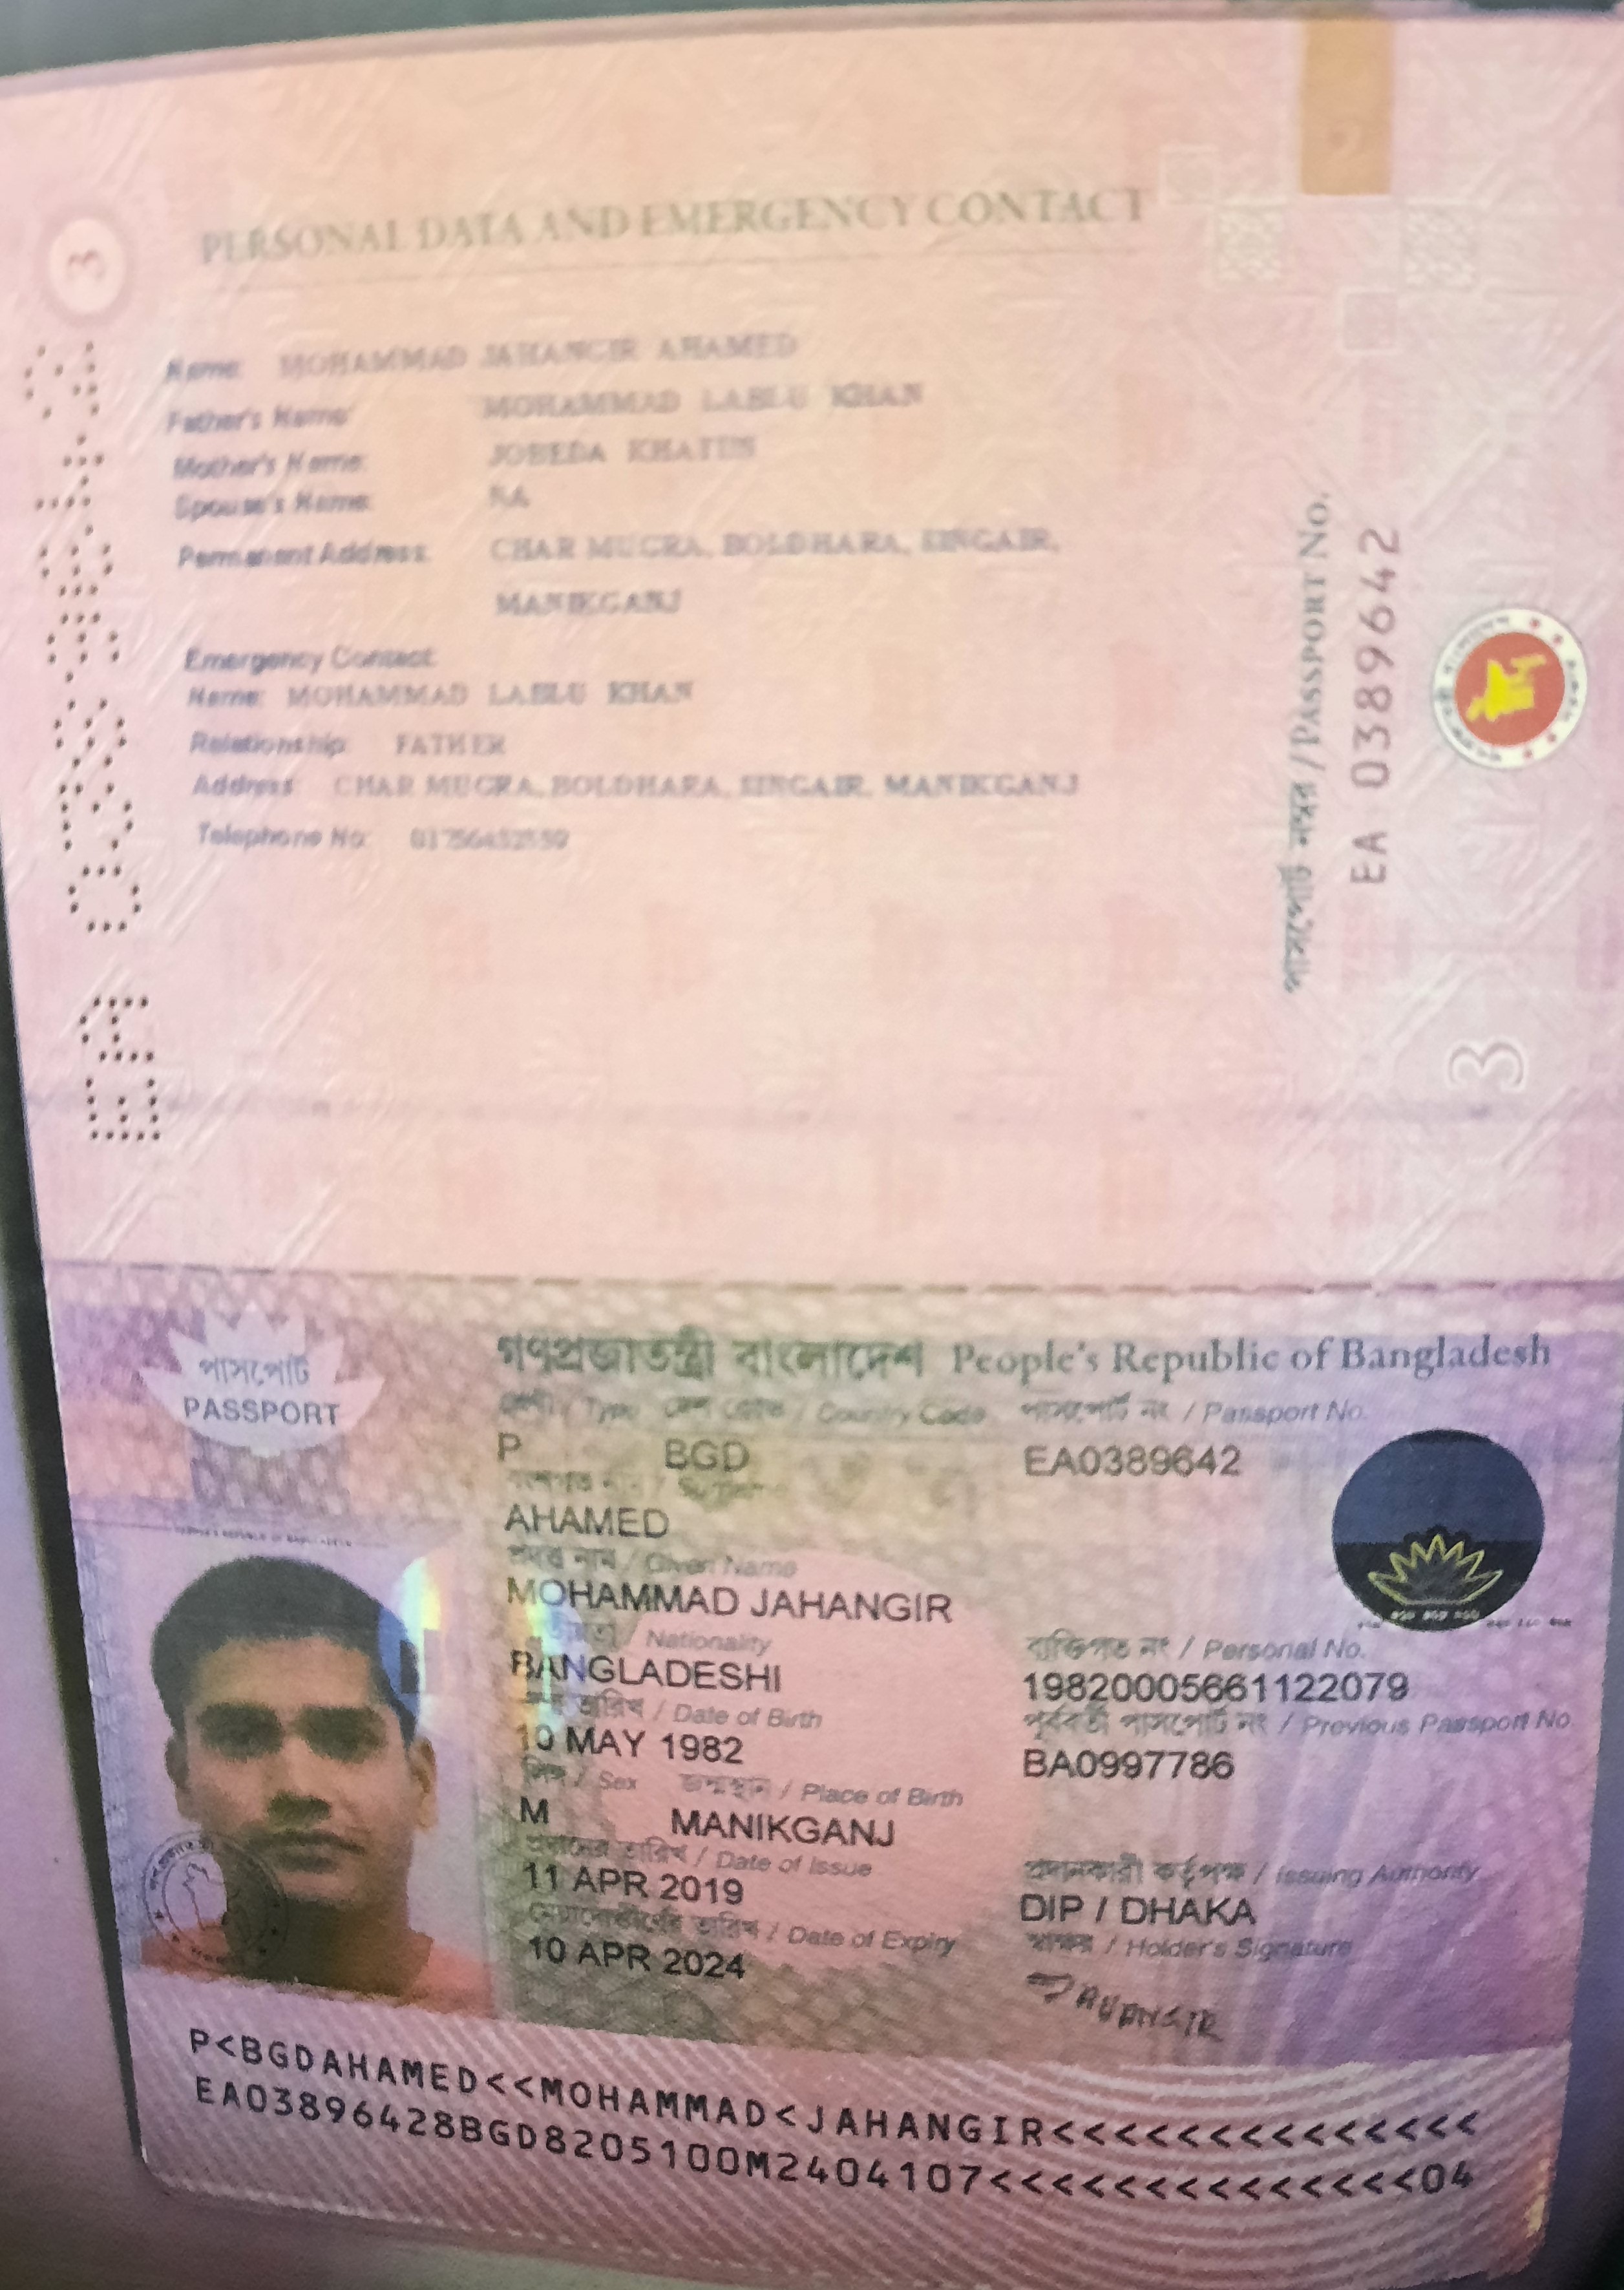 2
3
PERSONAL DATA AND EMERGENCY CONTACT
Name: MOHAMMAD JAHANGIR AHAMED
Father's Name: MOHAMMAD LABLU KHAN
Mother's Name: JOBEDA KHATUN
Spouse's Name: NA
Permanent Address: CHAR MUGRA, BOLDHARA, SINGAIR,
MANIKGANJ
Emergency Contact:
Name: MOHAMMAD LABLU KHAN
Relationship: FATHER
Address: CHAR MUGRA, BOLDHARA, SINGAIR, MANIKGANJ
Telephone No:
পাসপোর্ট নম্বর / PASSPORT No.
EA 0389642
EA 0389642
3
পাসপোর্ট
PASSPORT
গণপ্রজাতন্ত্রী বাংলাদেশ People's Republic of Bangladesh
শ্রেণী / Type দেশ কোড / Country Code পাসপোর্ট নং / Passport No.
P BGD EA0389642
বংশগত নাম / Surname
AHAMED
প্রদত্ত নাম / Given Name
MOHAMMAD JAHANGIR
জাতীয়তা / Nationality ব্যক্তিগত নং / Personal No.
BANGLADESHI 19820005661122079
জন্ম তারিখ / Date of Birth পূর্ববর্তী পাসপোর্ট নং / Previous Passport No.
10 MAY 1982 BA0997786
লিঙ্গ / Sex জন্মস্থান / Place of Birth
M MANIKGANJ
প্রদানের তারিখ / Date of Issue প্রদানকারী কর্তৃপক্ষ / Issuing Authority
11 APR 2019 DIP / DHAKA
মেয়াদোত্তীর্ণের তারিখ / Date of Expiry স্বাক্ষর / Holder's Signature
10 APR 2024
P<BGDAHAMED<<MOHAMMAD<JAHANGIR<<<<<<<<<<<<<<
EA03896428BGD8205100M2404107<<<<<<<<<<<<<<04